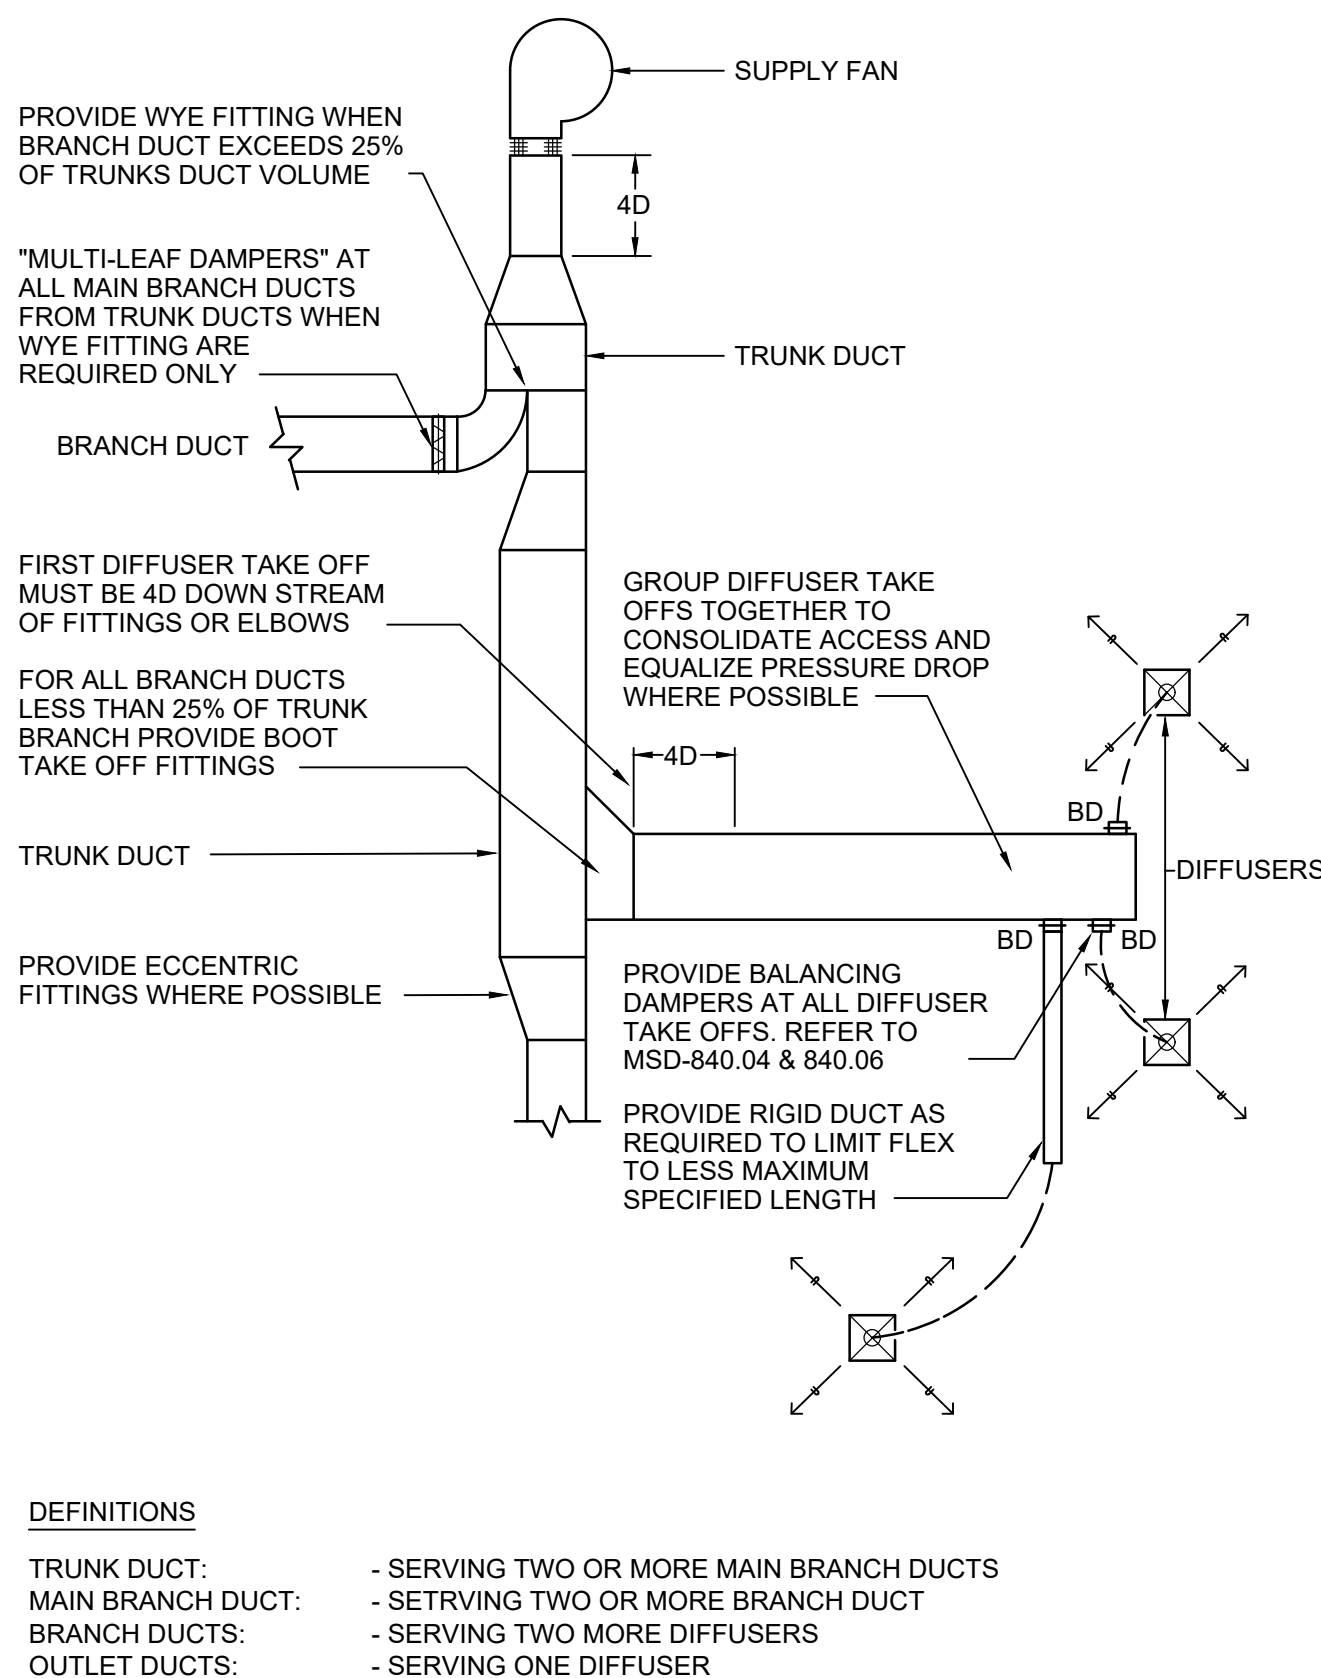 SUPPLY FAN
PROVIDE WYE FITTING WHEN
BRANCH DUCT EXCEEDS 25%
OF TRUNKS DUCT VOLUME
4D
"MULTI-LEAF DAMPERS" AT
ALL MAIN BRANCH DUCTS
FROM TRUNK DUCTS WHEN
WYE FITTING ARE
REQUIRED ONLY
TRUNK DUCT
BRANCH DUCT
FIRST DIFFUSER TAKE OFF
MUST BE 4D DOWN STREAM
OF FITTINGS OR ELBOWS
GROUP DIFFUSER TAKE
OFFS TOGETHER TO
CONSOLIDATE ACCESS AND
EQUALIZE PRESSURE DROP
WHERE POSSIBLE
FOR ALL BRANCH DUCTS
LESS THAN 25% OF TRUNK
BRANCH PROVIDE BOOT
TAKE OFF FITTINGS
4D
BD
TRUNK DUCT
DIFFUSERS
BD
BD
PROVIDE ECCENTRIC
FITTINGS WHERE POSSIBLE
PROVIDE BALANCING
DAMPERS AT ALL DIFFUSER
TAKE OFFS. REFER TO
MSD-840.04 & 840.06
PROVIDE RIGID DUCT AS
REQUIRED TO LIMIT FLEX
TO LESS MAXIMUM
SPECIFIED LENGTH
DEFINITIONS
TRUNK DUCT: - SERVING TWO OR MORE MAIN BRANCH DUCTS
MAIN BRANCH DUCT: - SETRVING TWO OR MORE BRANCH DUCT
BRANCH DUCTS: - SERVING TWO MORE DIFFUSERS
OUTLET DUCTS: - SERVING ONE DIFFUSER